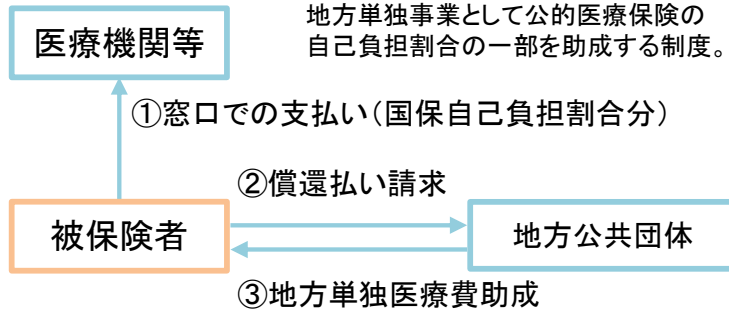 地方単独事業として公的医療保険の
自己負担割合の一部を助成する制度。
医療機関等
①窓口での支払い（国保自己負担割合分）
②償還払い請求
被保険者
地方公共団体
③地方単独医療費助成